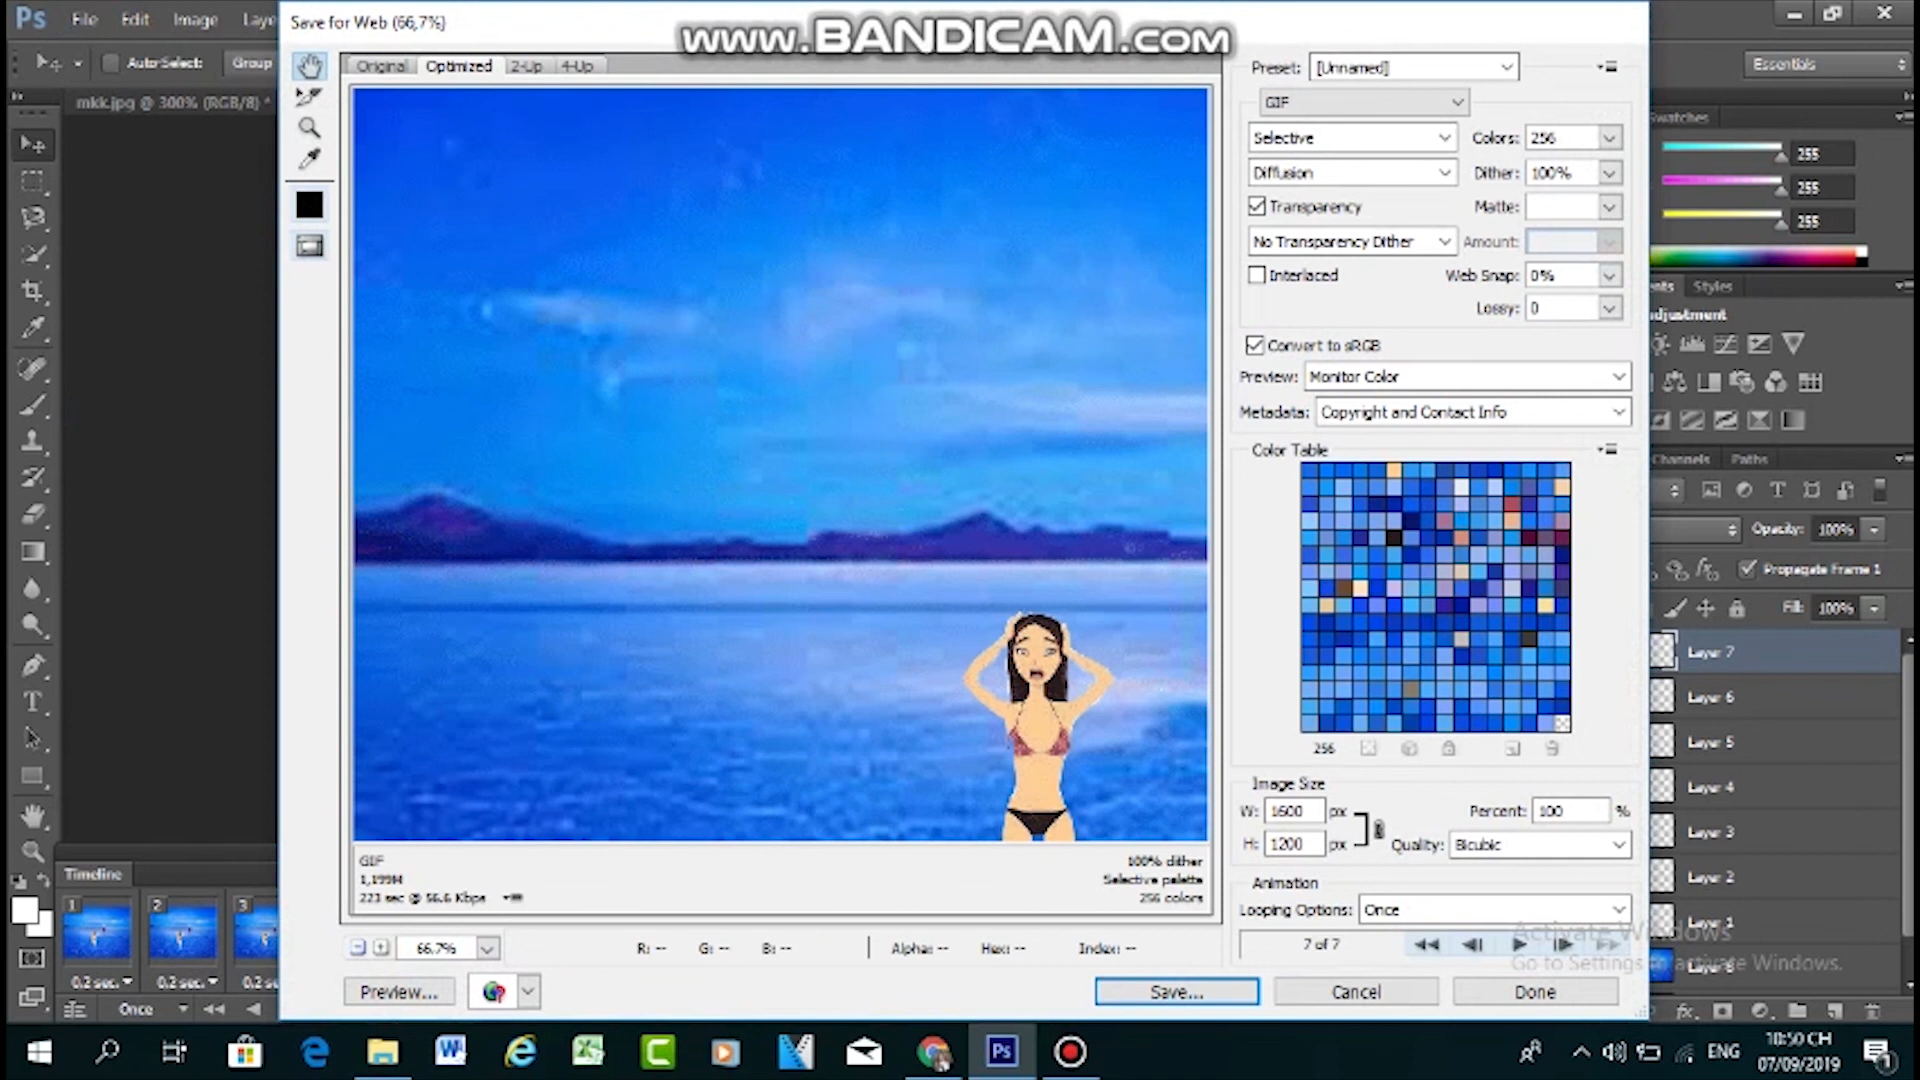 Ps File Edit Image Laye
Save for Web (66,7%)
www.BANDICAM.com
Auto-Select: Group
Original Optimized 2-Up 4-Up
Preset: [Unnamed]
Essentials
mkk.jpg @ 300% (RGB/8) *
GIF
Swatches
Selective Colors: 256
255
Diffusion Dither: 100%
255
Transparency Matte:
255
No Transparency Dither Amount:
Interlaced Web Snap: 0%
Styles
Lossy: 0
Convert to sRGB
Preview: Monitor Color
Metadata: Copyright and Contact Info
Color Table
Channels Paths
Opacity: 100%
Propagate Frame 1
Fill: 100%
Layer 7
Layer 6
Layer 5
256
Image Size
Layer 4
W: 1600 px Percent: 100 %
H: 1200 px Quality: Bicubic
Layer 3
GIF 100% dither
1,199M Selective palette
223 sec @ 56.6 Kbps 256 colors
Layer 2
Timeline
Animation
Looping Options: Once
Layer 1
1 2 3
7 of 7
Activate Windows
Go to Settings to activate Windows.
66.7% R: -- G: -- B: -- Alpha: -- Hex: -- Index: --
0.2 sec. 0.2 sec. 0.2 s
Preview... Save... Cancel Done
Once
fx
ENG
10:50 CH
07/09/2019